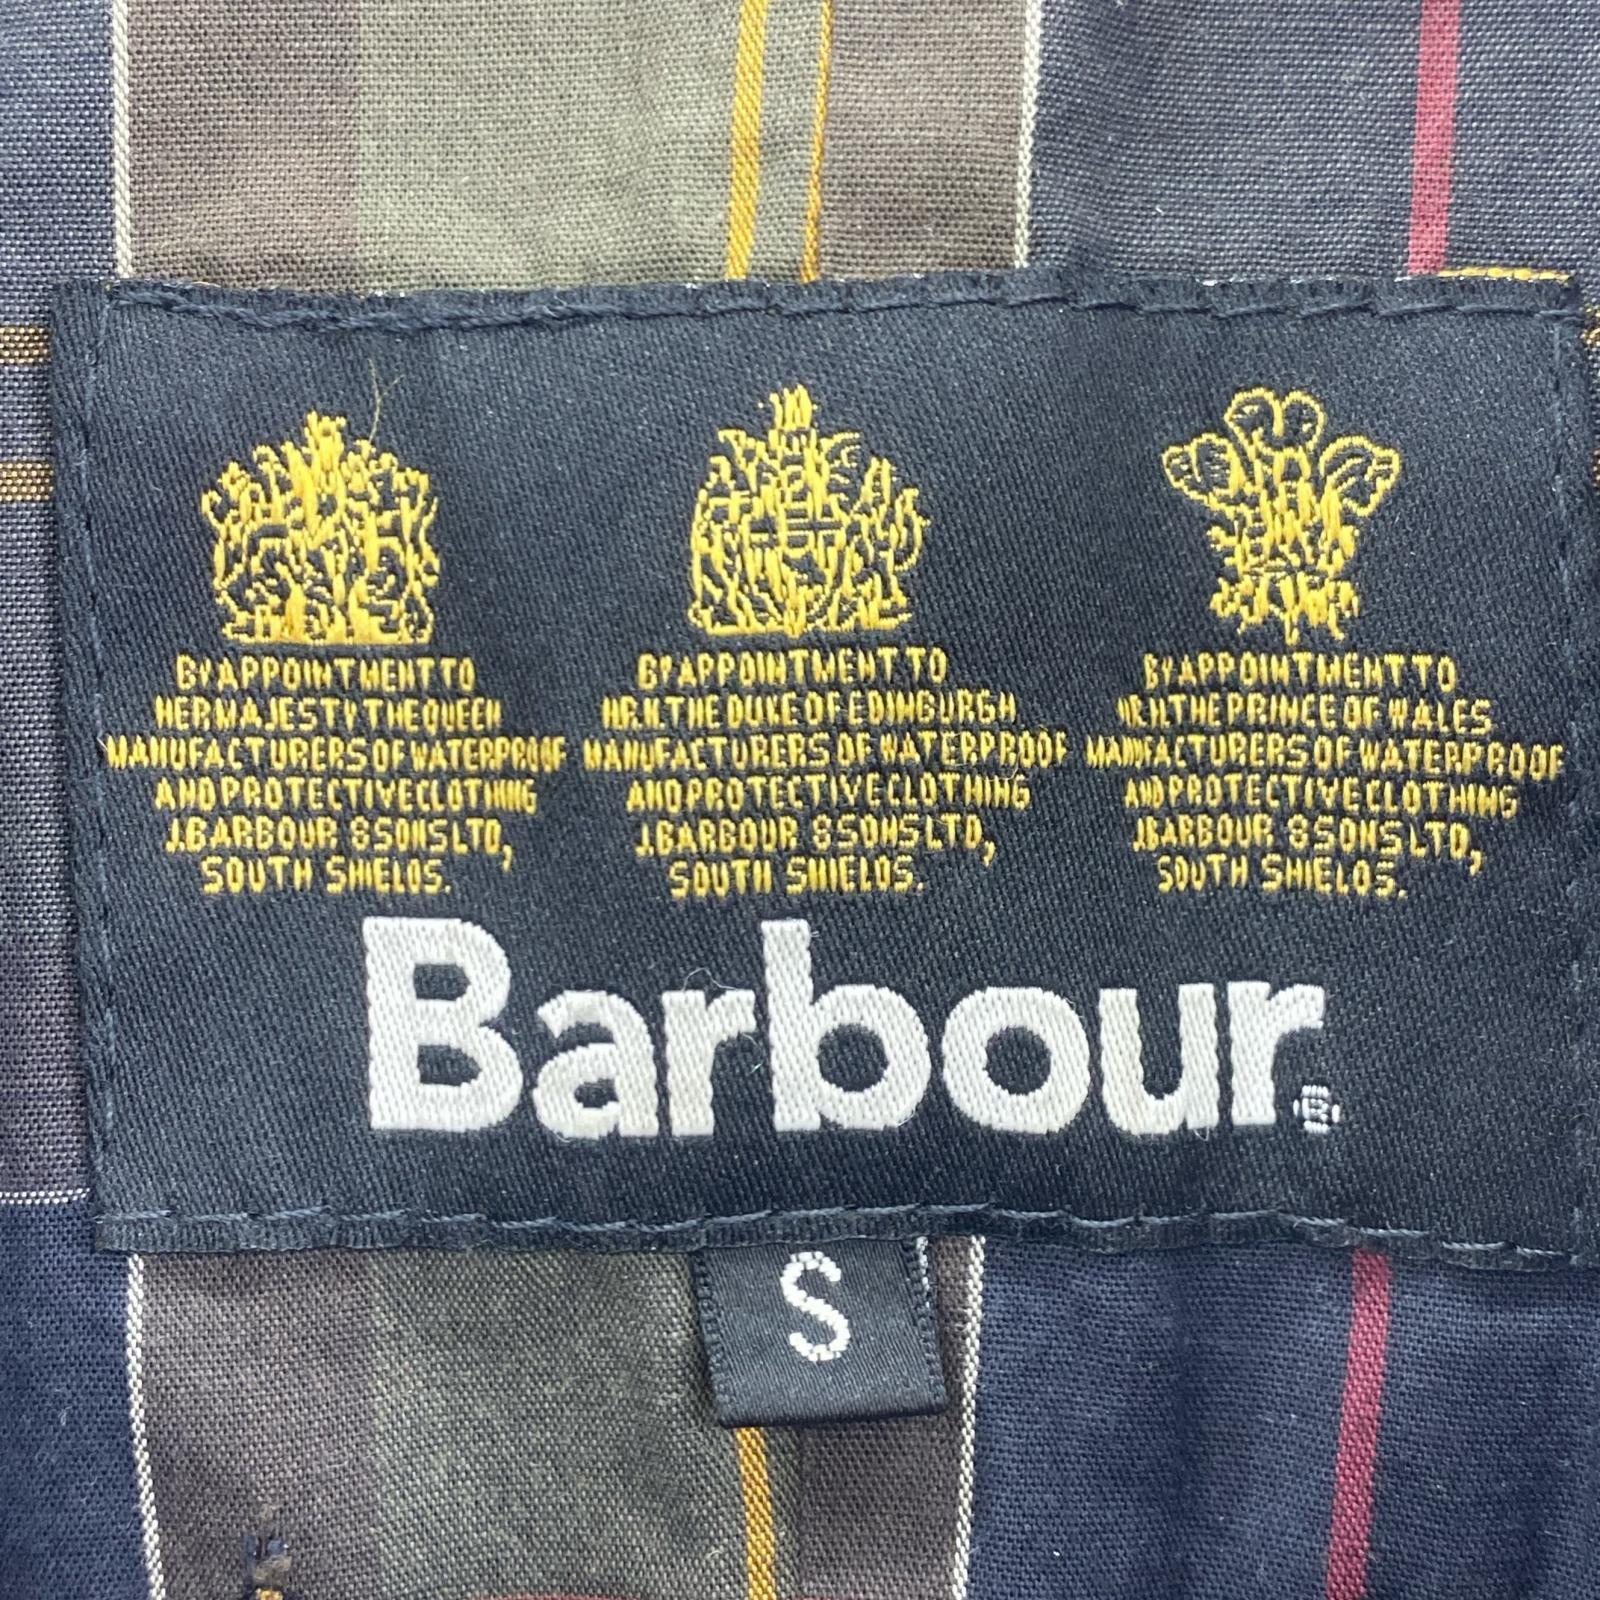 BY APPOINTMENT TO
HER MAJESTY THE QUEEN
MANUFACTURERS OF WATERPROOF
AND PROTECTIVE CLOTHING
J.BARBOUR & SONS LTD,
SOUTH SHIELDS.
BY APPOINTMENT TO
H.R.H. THE DUKE OF EDINBURGH
MANUFACTURERS OF WATERPROOF
AND PROTECTIVE CLOTHING
J.BARBOUR & SONS LTD,
SOUTH SHIELDS.
BY APPOINTMENT TO
H.R.H. THE PRINCE OF WALES
MANUFACTURERS OF WATERPROOF
AND PROTECTIVE CLOTHING
J.BARBOUR & SONS LTD,
SOUTH SHIELDS.
Barbour®
S